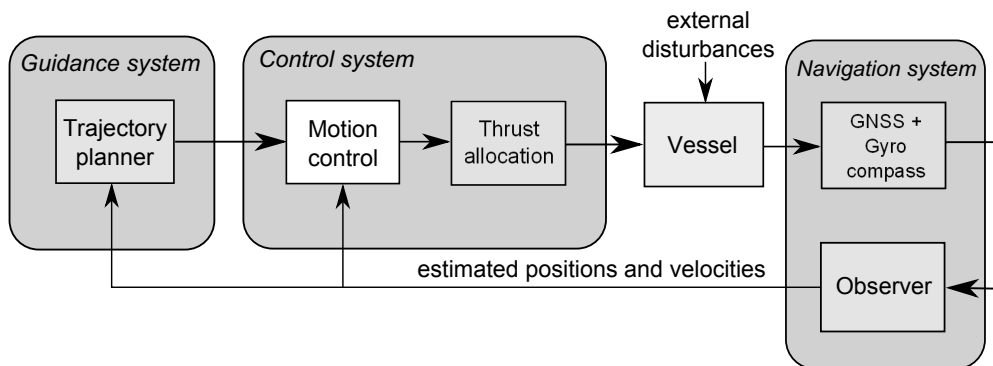 external
disturbances
Guidance system
Control system
Navigation system
Trajectory
planner
Motion
control
Thrust
allocation
Vessel
GNSS +
Gyro
compass
estimated positions and velocities
Observer